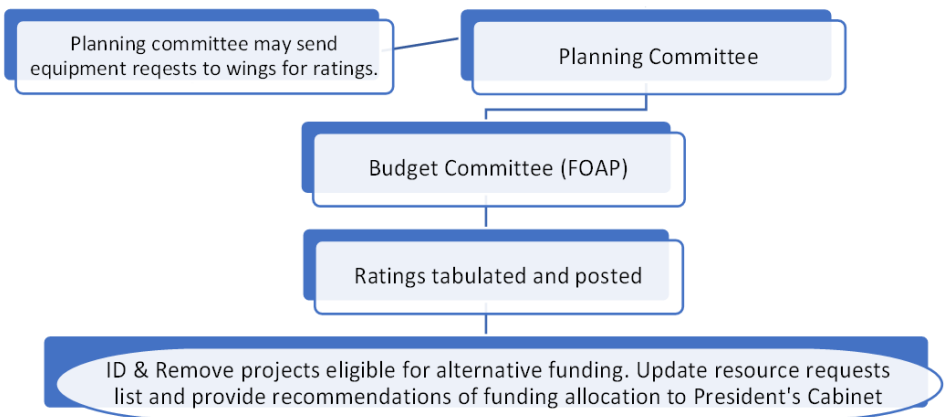 Planning committee may send
equipment reqests to wings for ratings.
Planning Committee
Budget Committee (FOAP)
Ratings tabulated and posted
ID & Remove projects eligible for alternative funding. Update resource requests
list and provide recommendations of funding allocation to President's Cabinet